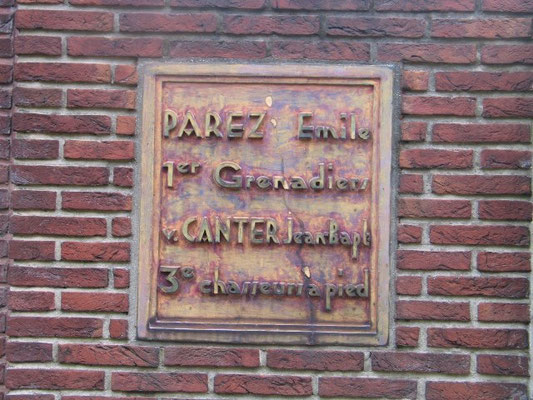 PAREZ Emile
1er Grenadiers
v. CANTER Jean Bapt
3e chasseurs à pied